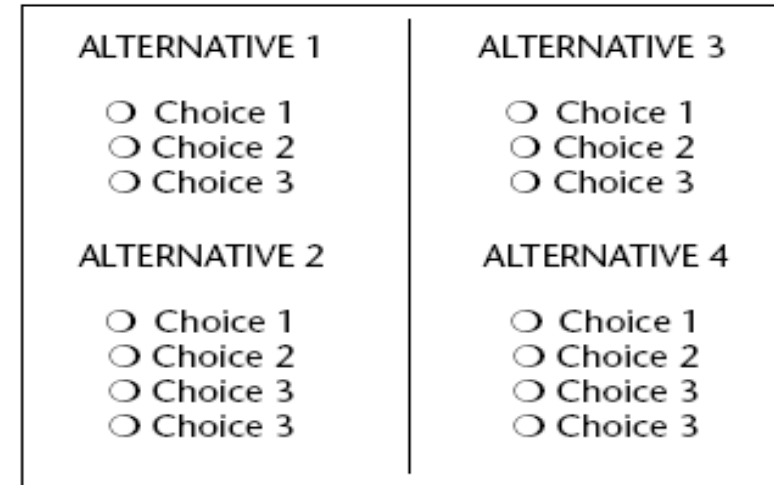 ALTERNATIVE 1
❍ Choice 1
❍ Choice 2
❍ Choice 3
ALTERNATIVE 2
❍ Choice 1
❍ Choice 2
❍ Choice 3
❍ Choice 3
ALTERNATIVE 3
❍ Choice 1
❍ Choice 2
❍ Choice 3
ALTERNATIVE 4
❍ Choice 1
❍ Choice 2
❍ Choice 3
❍ Choice 3